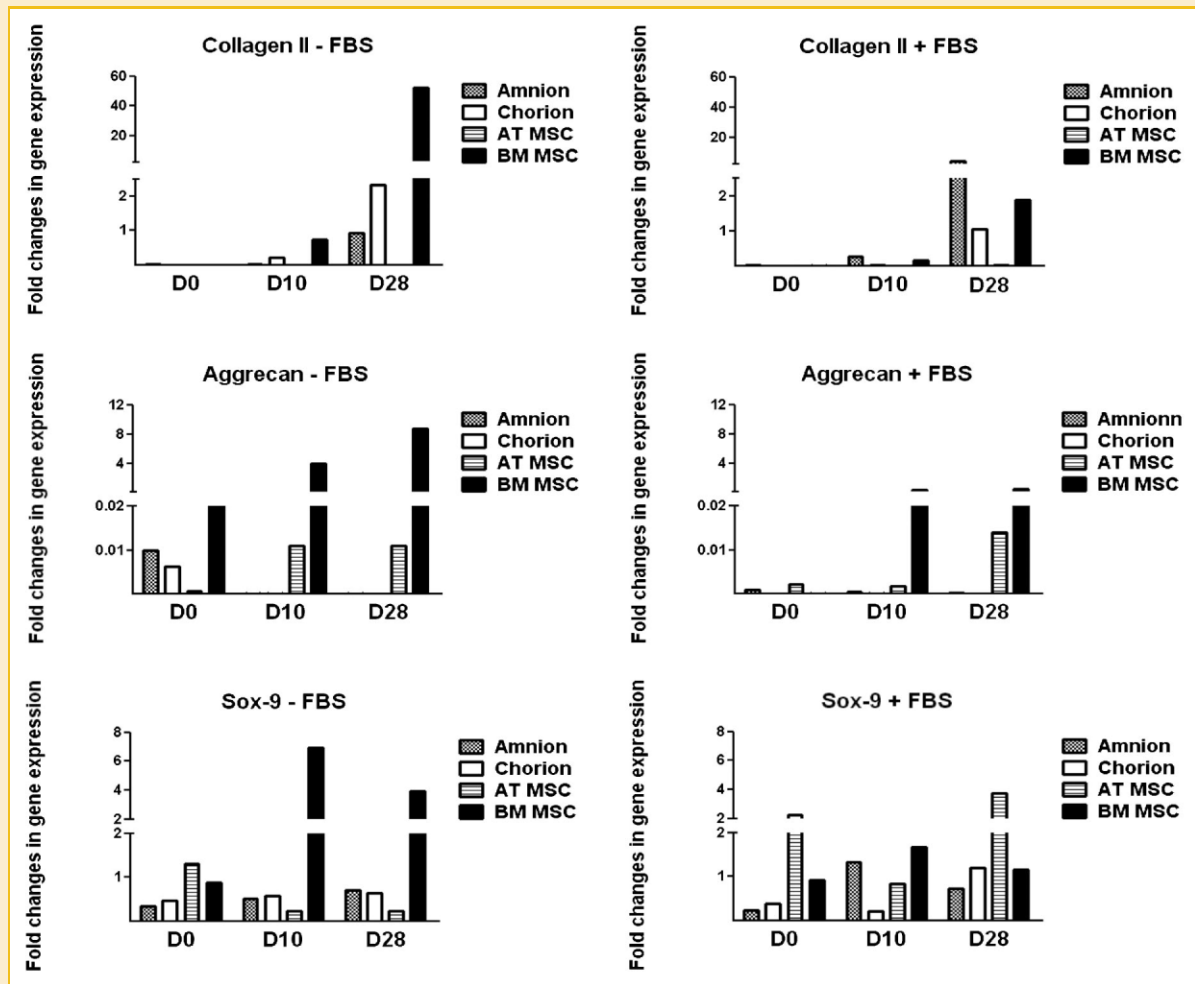 Collagen II - FBS
Fold changes in gene expression
60
40
20
2
1
D0 D10 D28
Amnion
Chorion
AT MSC
BM MSC
Collagen II + FBS
Fold changes in gene expression
60
40
20
2
1
D0 D10 D28
Amnion
Chorion
AT MSC
BM MSC
Aggrecan - FBS
Fold changes in gene expression
12
8
4
0.02
0.01
D0 D10 D28
Amnion
Chorion
AT MSC
BM MSC
Aggrecan + FBS
Fold changes in gene expression
12
8
4
0.02
0.01
D0 D10 D28
Amnionn
Chorion
AT MSC
BM MSC
Sox-9 - FBS
Fold changes in gene expression
8
6
4
2
2
1
D0 D10 D28
Amnion
Chorion
AT MSC
BM MSC
Sox-9 + FBS
Fold changes in gene expression
8
6
4
2
2
1
D0 D10 D28
Amnion
Chorion
AT MSC
BM MSC